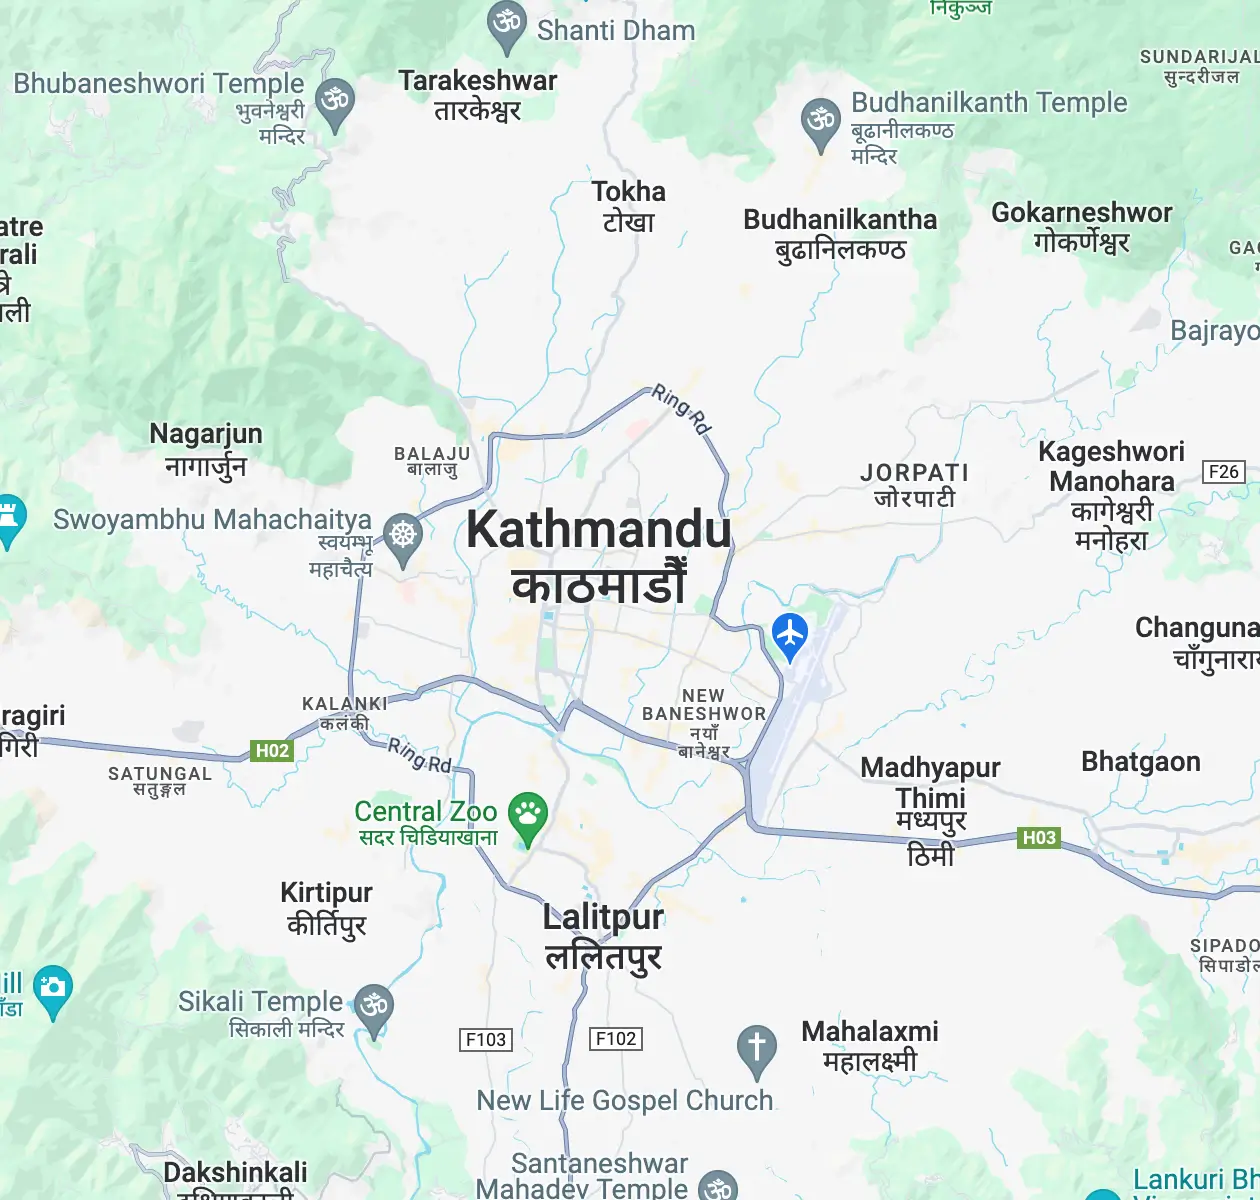 निकुञ्ज
Shanti Dham
SUNDARIJAL
सुन्दरीजल
Bhubaneshwori Temple
भुवनेश्वरी
मन्दिर
Tarakeshwar
तारकेश्वर
Budhanilkanth Temple
बूढानीलकण्ठ
मन्दिर
Tokha
टोखा
Budhanilkantha
बुढानिलकण्ठ
Gokarneshwor
गोकर्णेश्वर
Bajrayo
Ring Rd
Nagarjun
नागार्जुन
BALAJU
बालाजु
JORPATI
जोरपाटी
Kageshwori
Manohara
कागेश्वरी
मनोहरा
F26
Swoyambhu Mahachaitya
स्वयम्भू
महाचैत्य
Kathmandu
काठमाडौँ
Changuna
चाँगुनारा
KALANKI
कलंकी
NEW
BANESHWOR
नयाँ
बानेश्वर
ragiri
गिरी
H02
Ring Rd
SATUNGAL
सतुङ्गल
Madhyapur
Thimi
मध्यपुर
ठिमी
Bhatgaon
H03
Central Zoo
सदर चिडियाखाना
Kirtipur
कीर्तिपुर
Lalitpur
ललितपुर
SIPADO
सिपाडोल
Sikali Temple
सिकाली मन्दिर
F103
F102
Mahalaxmi
महालक्ष्मी
New Life Gospel Church
Dakshinkali
Santaneshwar
Mahadev Temple
Lankuri Bh